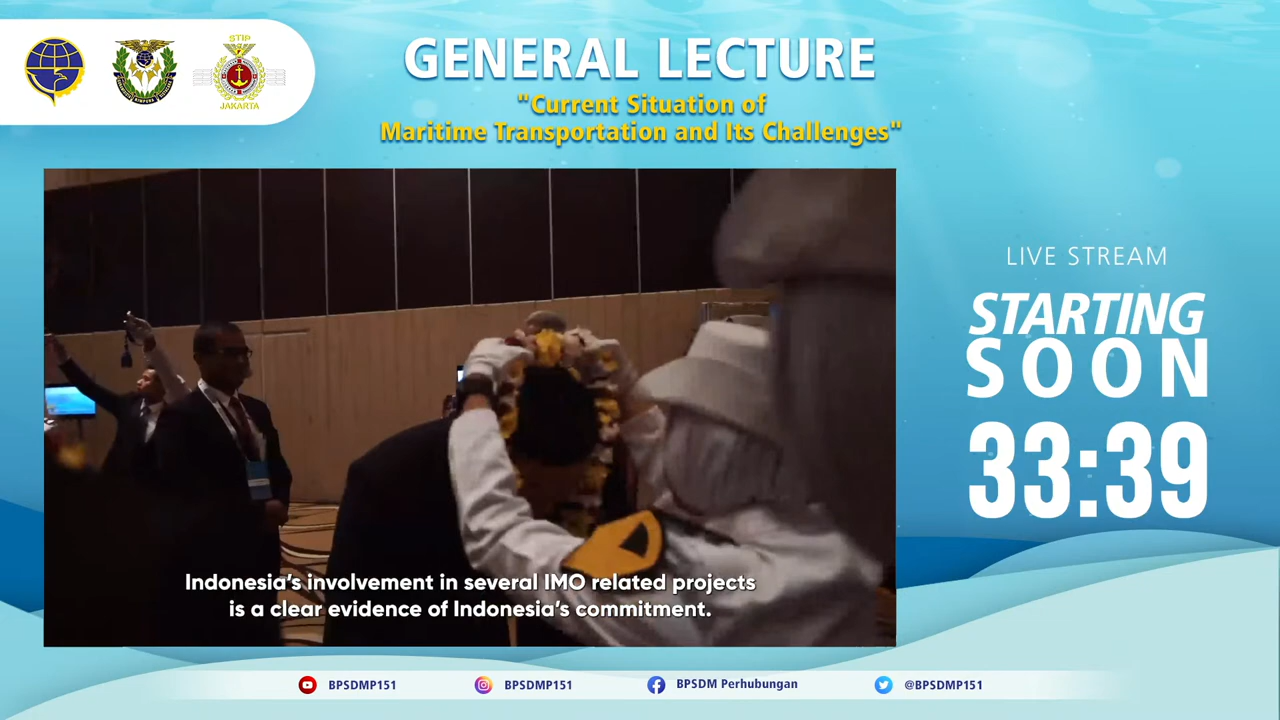 STIP
JAKARTA
GENERAL LECTURE
"Current Situation of
Maritime Transportation and Its Challenges"
LIVE STREAM
STARTING
SOON
33:39
Indonesia's involvement in several IMO related projects
is a clear evidence of Indonesia's commitment.
BPSDMP151
BPSDMP151
BPSDM Perhubungan
@BPSDMP151